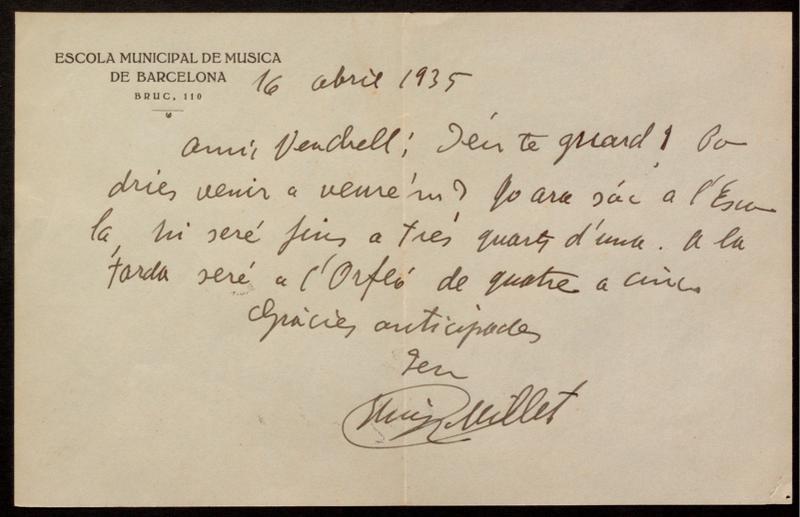 ESCOLA MUNICIPAL DE MUSICA
DE BARCELONA
BRUC, 110
16 abril 1935
Amic Vendrell: Déu te guard! Po-
dries venir a veure'm? Jo ara sóc a l'Esco-
la, hi seré fins a tres quarts d'una. A la
tarda seré a l'Orfeó de quatre a cinc.
Gràcies anticipades
Teu
Lluís Millet